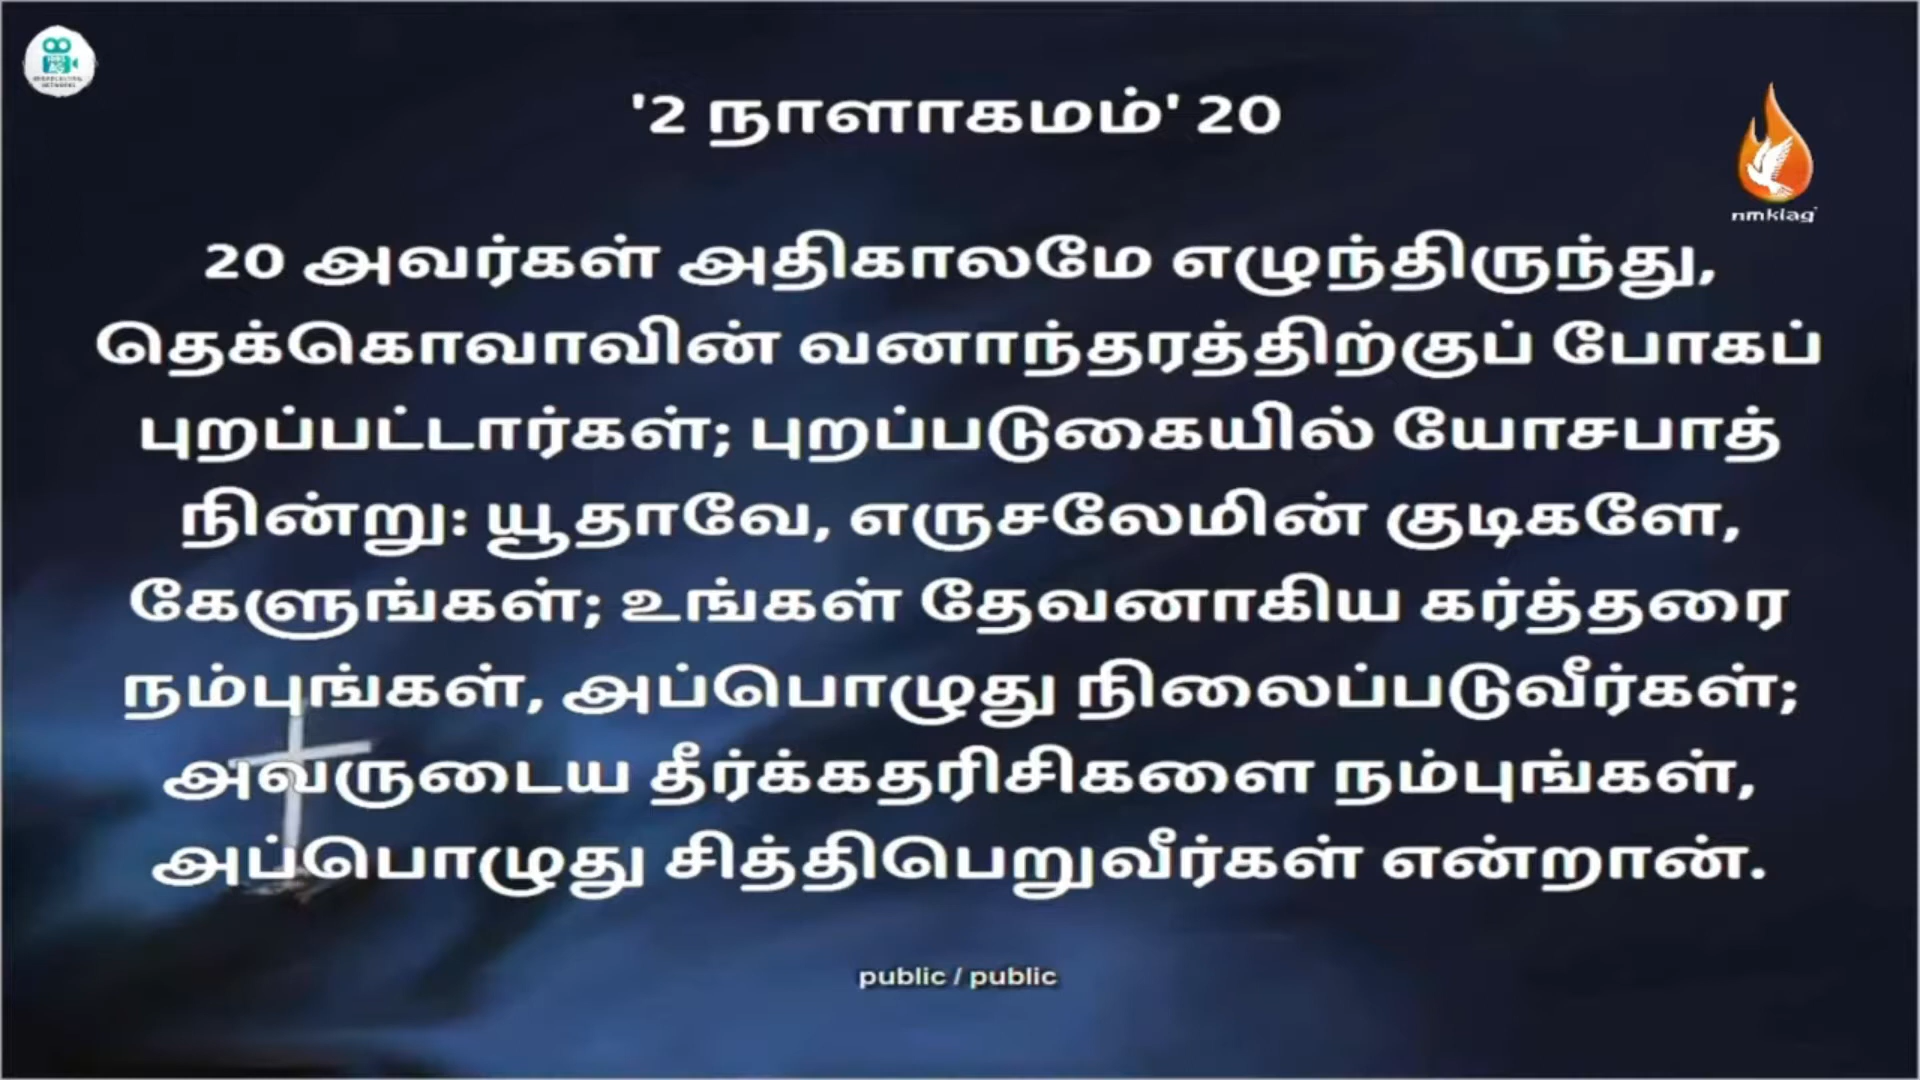 '2 நாளாகமம்' 20
nmkiag
20 அவர்கள் அதிகாலமே எழுந்திருந்து,
தெக்கொவாவின் வனாந்தரத்திற்குப் போகப்
புறப்பட்டார்கள்; புறப்படுகையில் யோசபாத்
நின்று: யூதாவே, எருசலேமின் குடிகளே,
கேளுங்கள்; உங்கள் தேவனாகிய கர்த்தரை
நம்புங்கள், அப்பொழுது நிலைப்படுவீர்கள்;
அவருடைய தீர்க்கதரிசிகளை நம்புங்கள்,
அப்பொழுது சித்திபெறுவீர்கள் என்றான்.
public / public